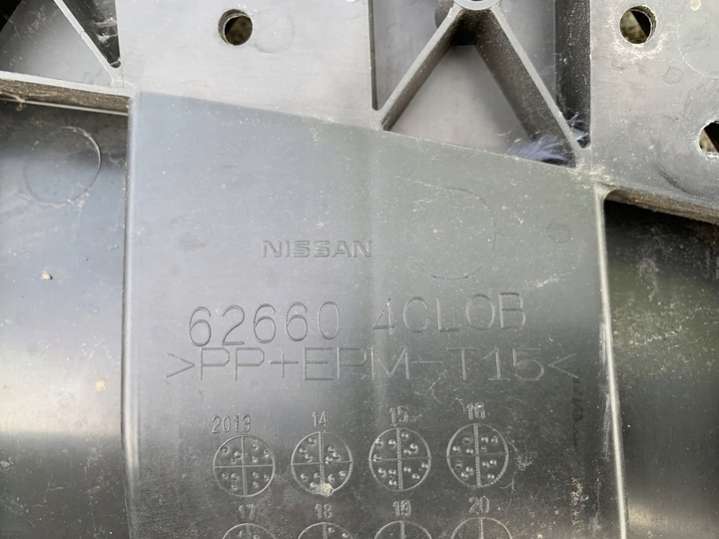 NISSAN
62660 4CL0B
>PP+EPM-T15<
2013 14 15 16
17 18 19 20